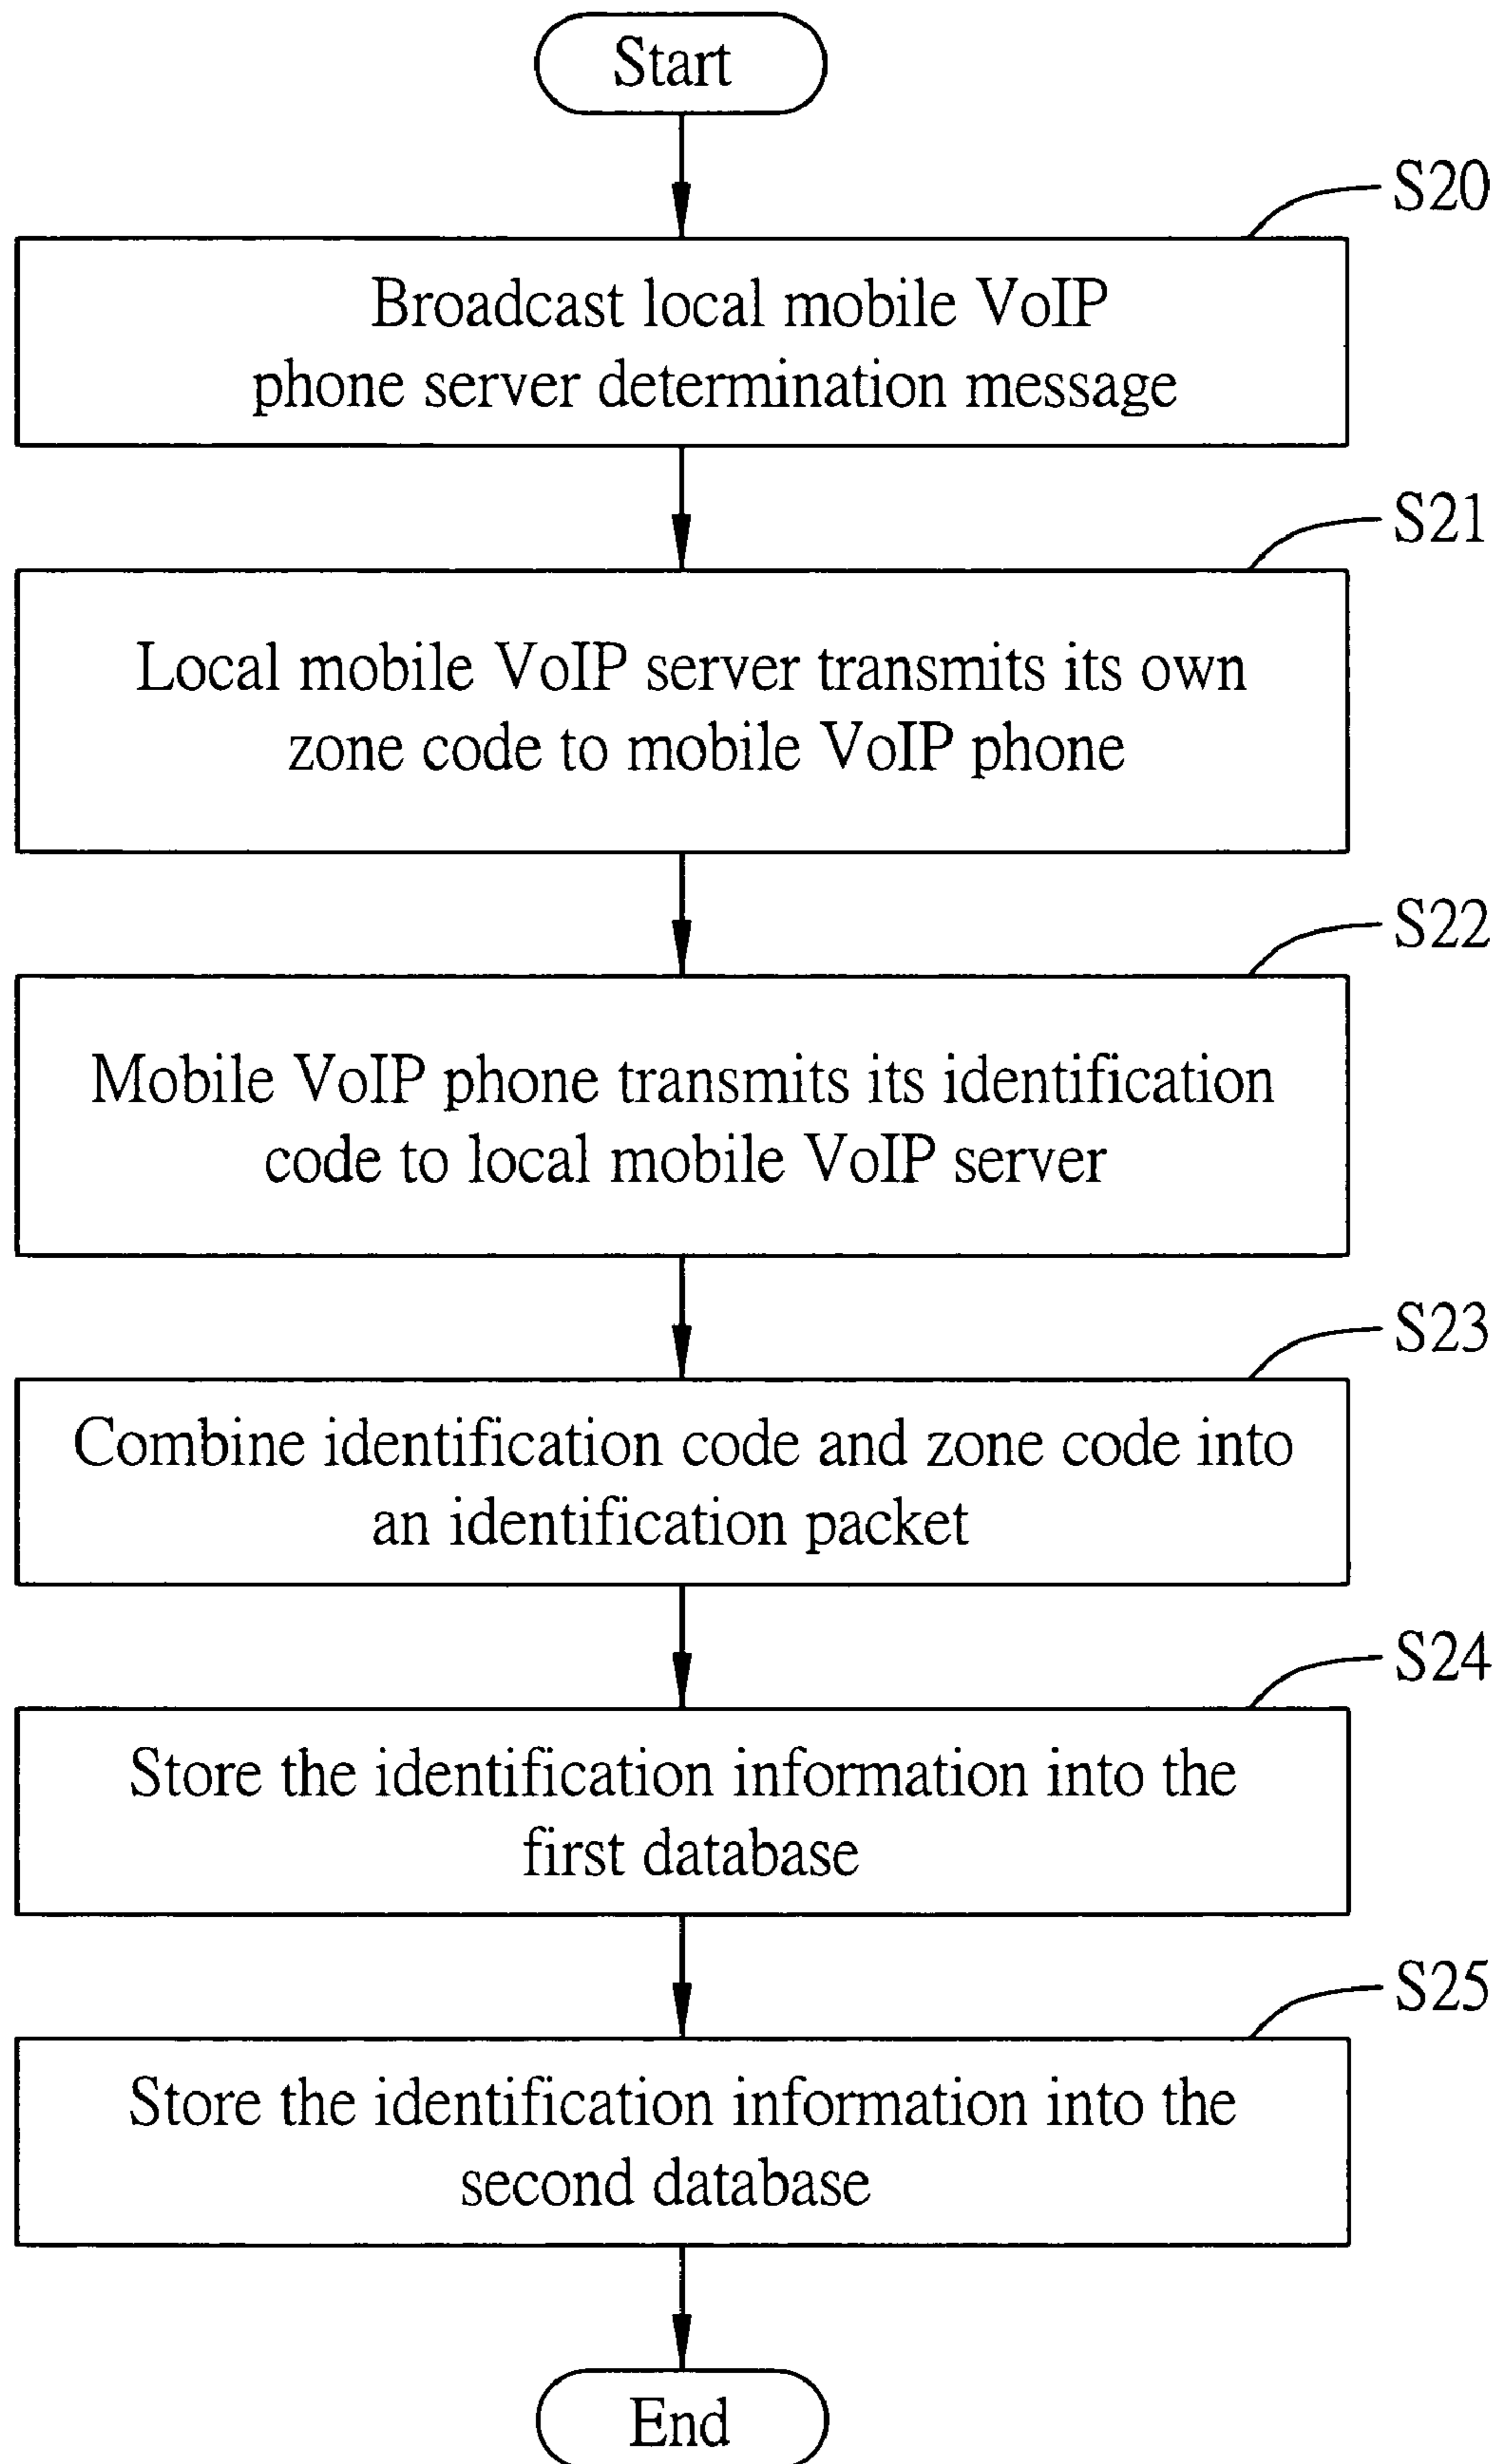 Start
S20
Broadcast local mobile VoIP
phone server determination message
S21
Local mobile VoIP server transmits its own
zone code to mobile VoIP phone
S22
Mobile VoIP phone transmits its identification
code to local mobile VoIP server
S23
Combine identification code and zone code into
an identification packet
S24
Store the identification information into the
first database
S25
Store the identification information into the
second database
End